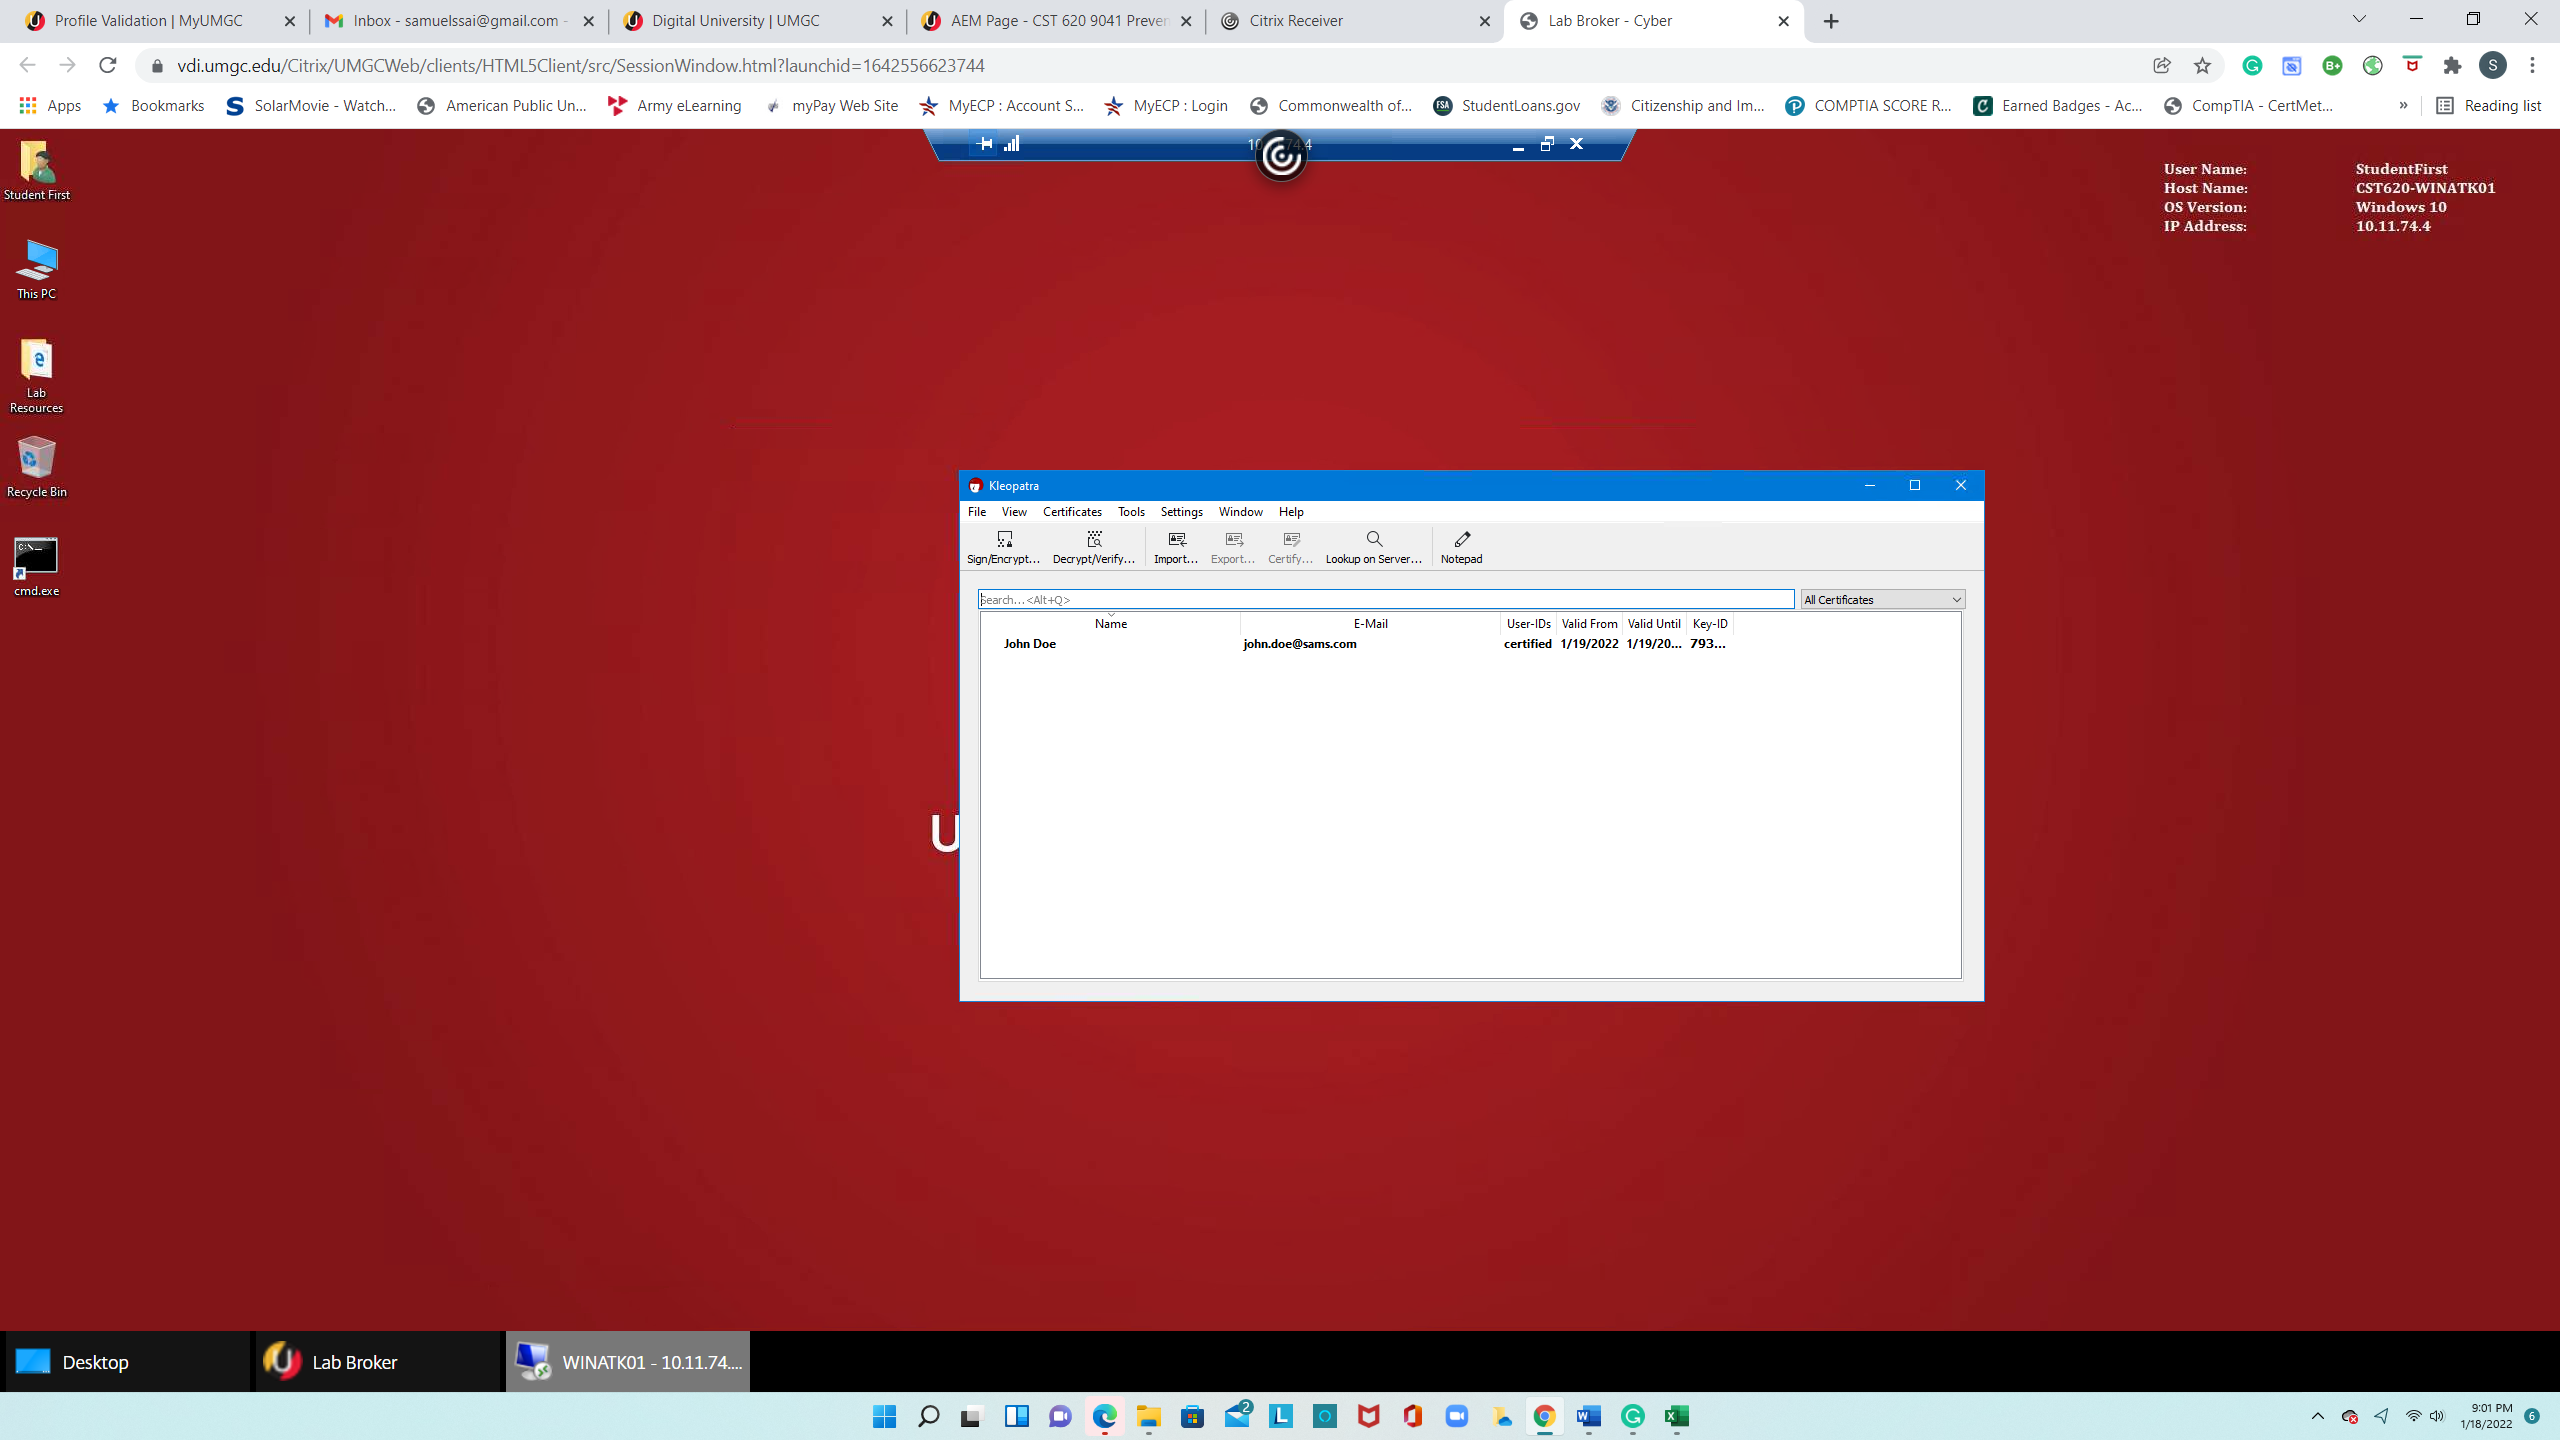 Profile Validation | MyUMGC
Inbox - samuelssai@gmail.com -
Digital University | UMGC
AEM Page - CST 620 9041 Preven
Citrix Receiver
Lab Broker - Cyber
vdi.umgc.edu/Citrix/UMGCWeb/clients/HTML5Client/src/SessionWindow.html?launchid=1642556623744
S
Apps
Bookmarks
SolarMovie - Watch...
American Public Un...
Army eLearning
myPay Web Site
MyECP : Account S...
MyECP : Login
Commonwealth of...
StudentLoans.gov
Citizenship and Im...
COMPTIA SCORE R...
Earned Badges - Ac...
CompTIA - CertMet...
»
Reading list
Student First
This PC
Lab
Resources
Recycle Bin
cmd.exe
User Name: StudentFirst
Host Name: CST620-WINATK01
OS Version: Windows 10
IP Address: 10.11.74.4
Kleopatra
File View Certificates Tools Settings Window Help
Sign/Encrypt... Decrypt/Verify... Import... Export... Certify... Lookup on Server... Notepad
Search...<Alt+Q>
All Certificates
Name E-Mail User-IDs Valid From Valid Until Key-ID
John Doe john.doe@sams.com certified 1/19/2022 1/19/20... 793...
U
Desktop
Lab Broker
WINATK01 - 10.11.74....
2
9:01 PM
1/18/2022
6